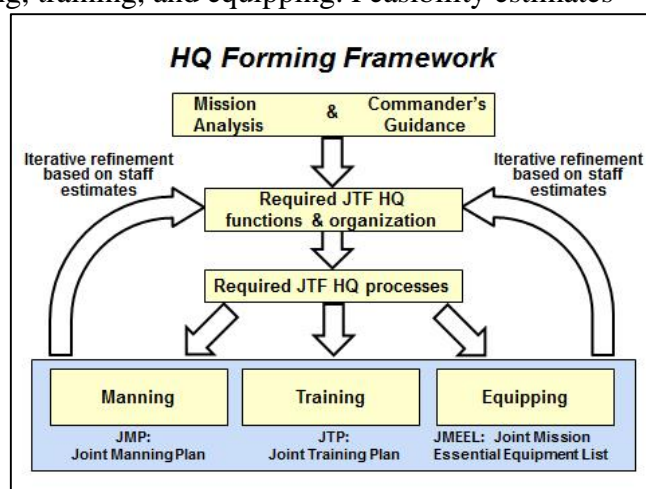 training, and equipping. Feasibility estimates
HQ Forming Framework
Mission Analysis & Commander's Guidance
Iterative refinement based on staff estimates
Iterative refinement based on staff estimates
Required JTF HQ
functions & organization
Required JTF HQ processes
Manning
Training
Equipping
JMP:
Joint Manning Plan
JTP:
Joint Training Plan
JMEEL: Joint Mission
Essential Equipment List